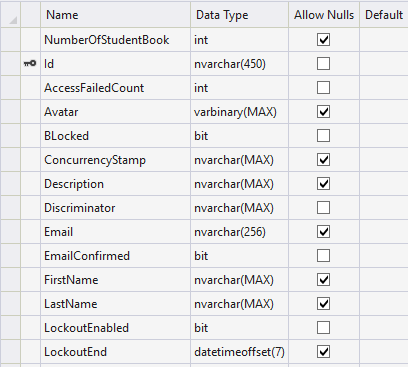 Name Data Type Allow Nulls Default
NumberOfStudentBook int
Id nvarchar(450)
AccessFailedCount int
Avatar varbinary(MAX)
BLocked bit
ConcurrencyStamp nvarchar(MAX)
Description nvarchar(MAX)
Discriminator nvarchar(MAX)
Email nvarchar(256)
EmailConfirmed bit
FirstName nvarchar(MAX)
LastName nvarchar(MAX)
LockoutEnabled bit
LockoutEnd datetimeoffset(7)